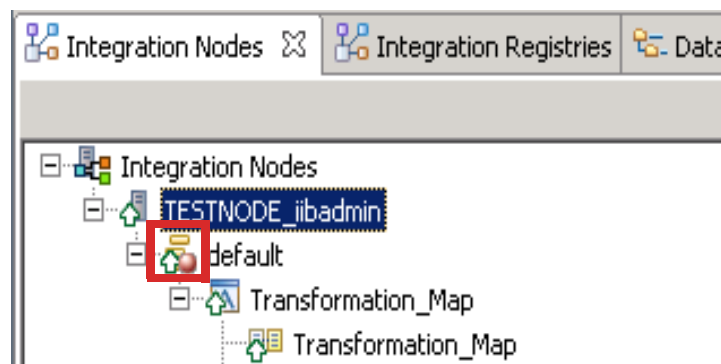 Integration Nodes Integration Registries Data
Integration Nodes
TESTNODE_iibadmin
default
Transformation_Map
Transformation_Map